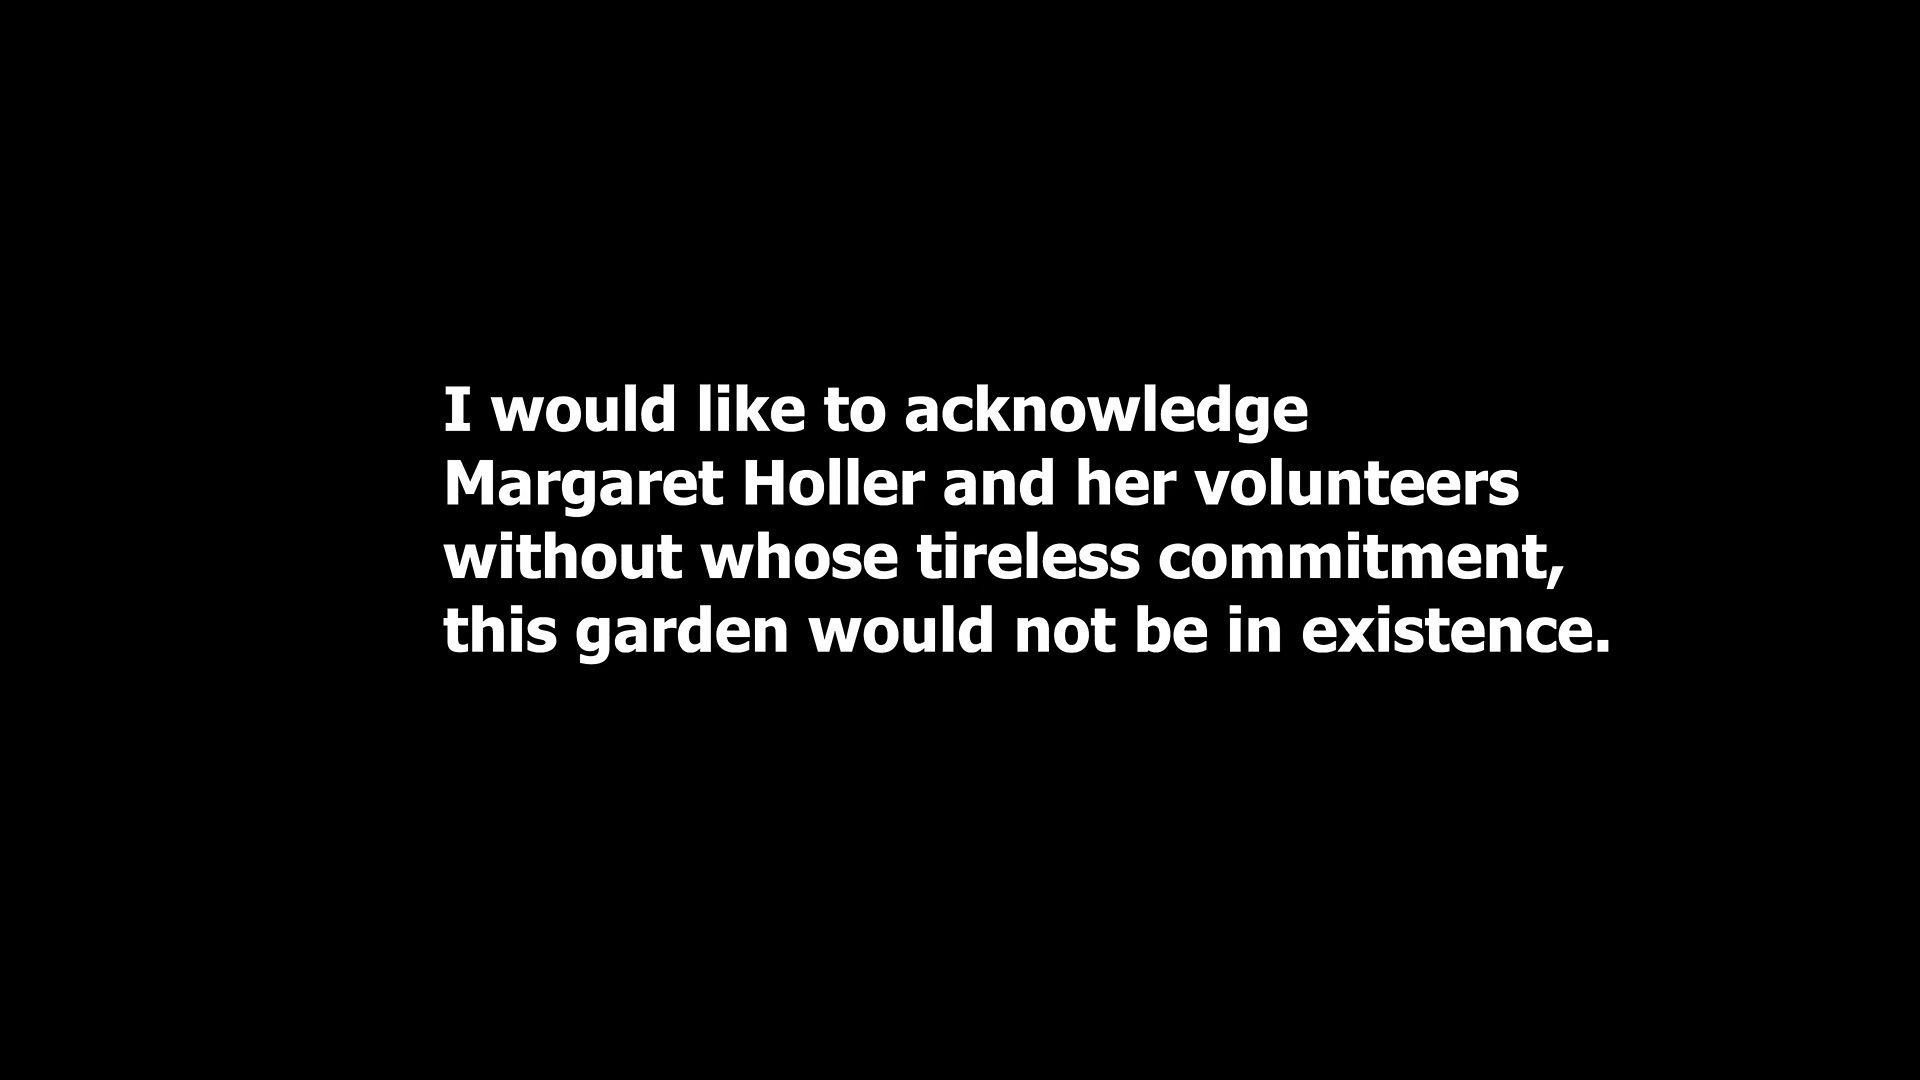 I would like to acknowledge
Margaret Holler and her volunteers
without whose tireless commitment,
this garden would not be in existence.